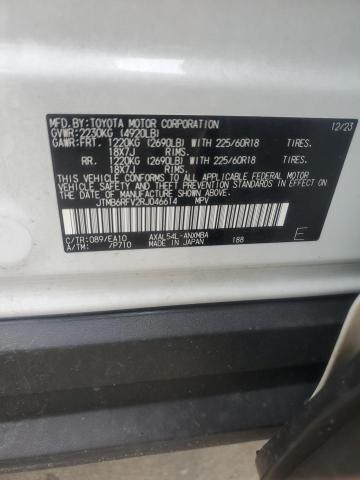 MFD.BY:TOYOTA MOTOR CORPORATION 12/23
GVWR:2230KG (4920LB)
GAWR:FRT. 1220KG (2690LB) WITH 225/60R18 TIRES.
18X7J RIMS.
RR. 1220KG (2690LB) WITH 225/60R18 TIRES.
18X7J RIMS.
THIS VEHICLE CONFORMS TO ALL APPLICABLE FEDERAL MOTOR VEHICLE SAFETY STANDARDS IN EFFECT ON THE DATE OF MANUFACTURE SHOWN ABOVE.
JTMB6RFV2RJ046614 MPV
C/TR:089/EA10 AXAL54L-ANXMBA
A/TM: /P710 MADE IN JAPAN 188 E